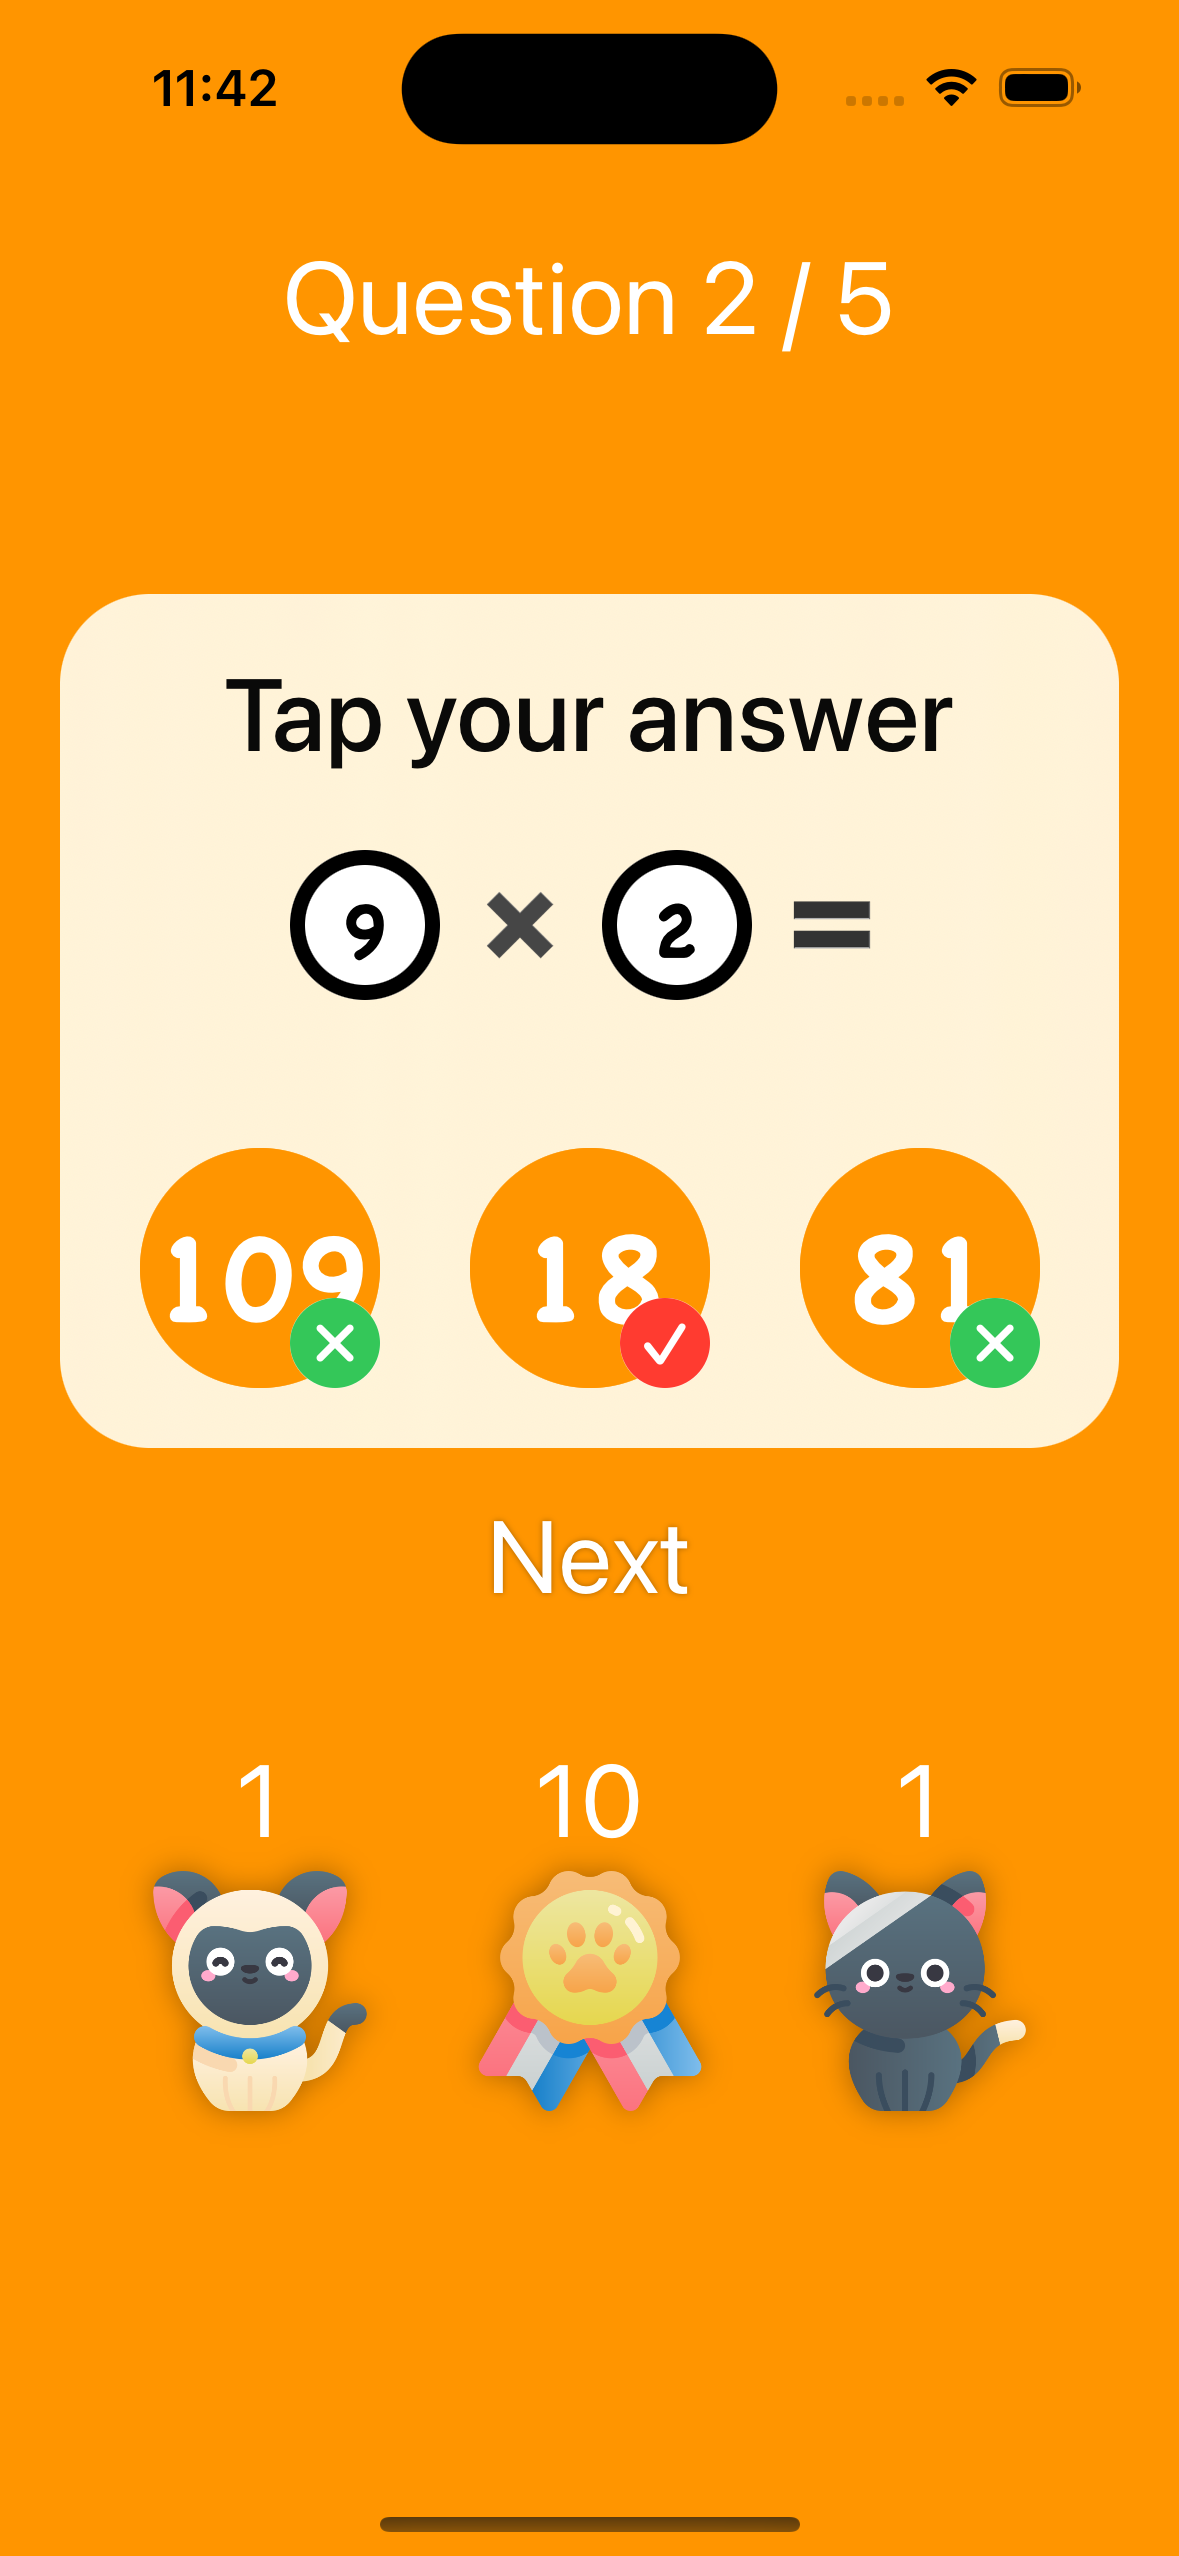 11:42
Question 2 / 5
Tap your answer
9 × 2 =
109 18 81
Next
1 10 1